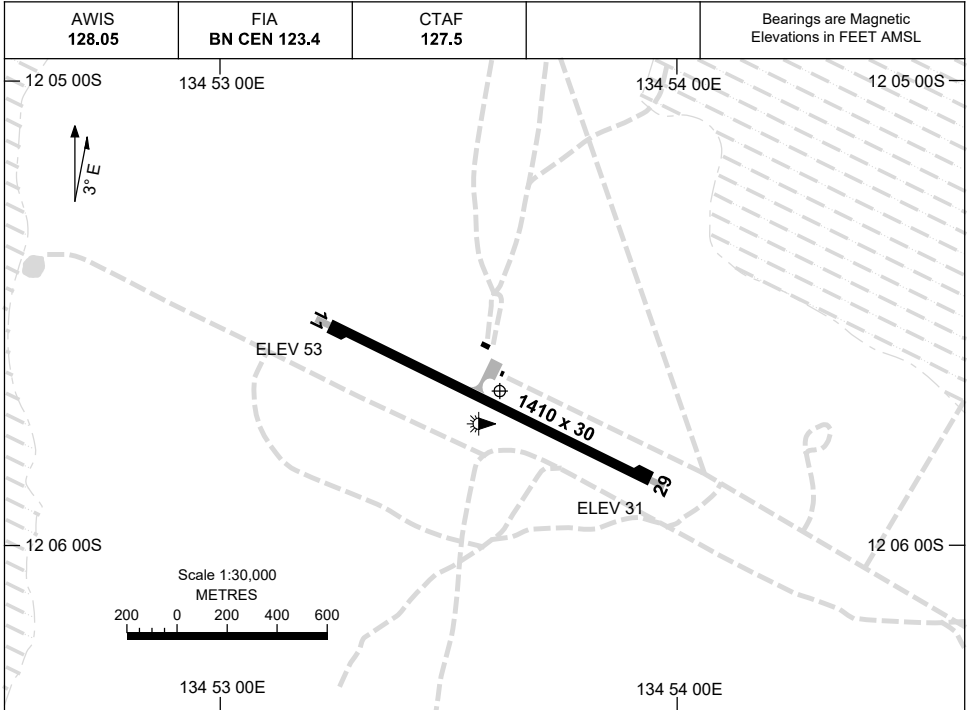 AWIS
128.05
FIA
BN CEN 123.4
CTAF
127.5
Bearings are Magnetic
Elevations in FEET AMSL
12 05 00S
134 53 00E
134 54 00E
12 05 00S
3° E
11
ELEV 53
1410 x 30
29
ELEV 31
12 06 00S
12 06 00S
Scale 1:30,000
METRES
200 0 200 400 600
134 53 00E
134 54 00E